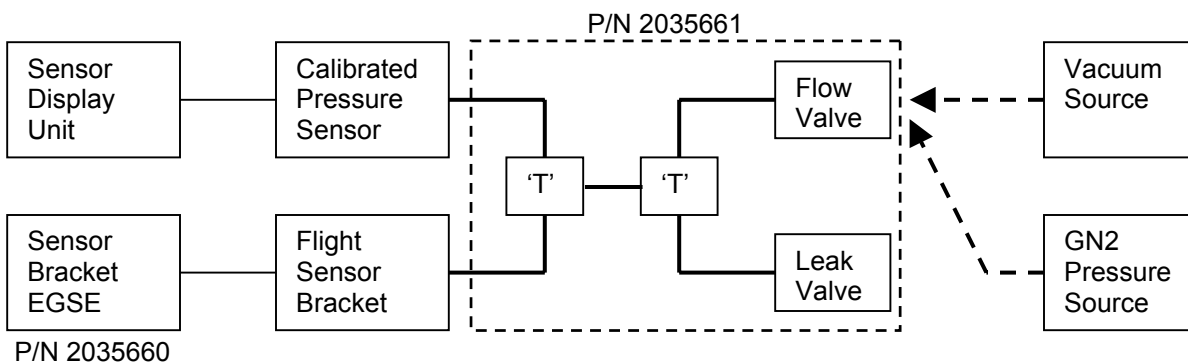 P/N 2035661
Sensor
Display
Unit
Calibrated
Pressure
Sensor
Flow
Valve
Vacuum
Source
‘T’
‘T’
Sensor
Bracket
EGSE
Flight
Sensor
Bracket
Leak
Valve
GN2
Pressure
Source
P/N 2035660